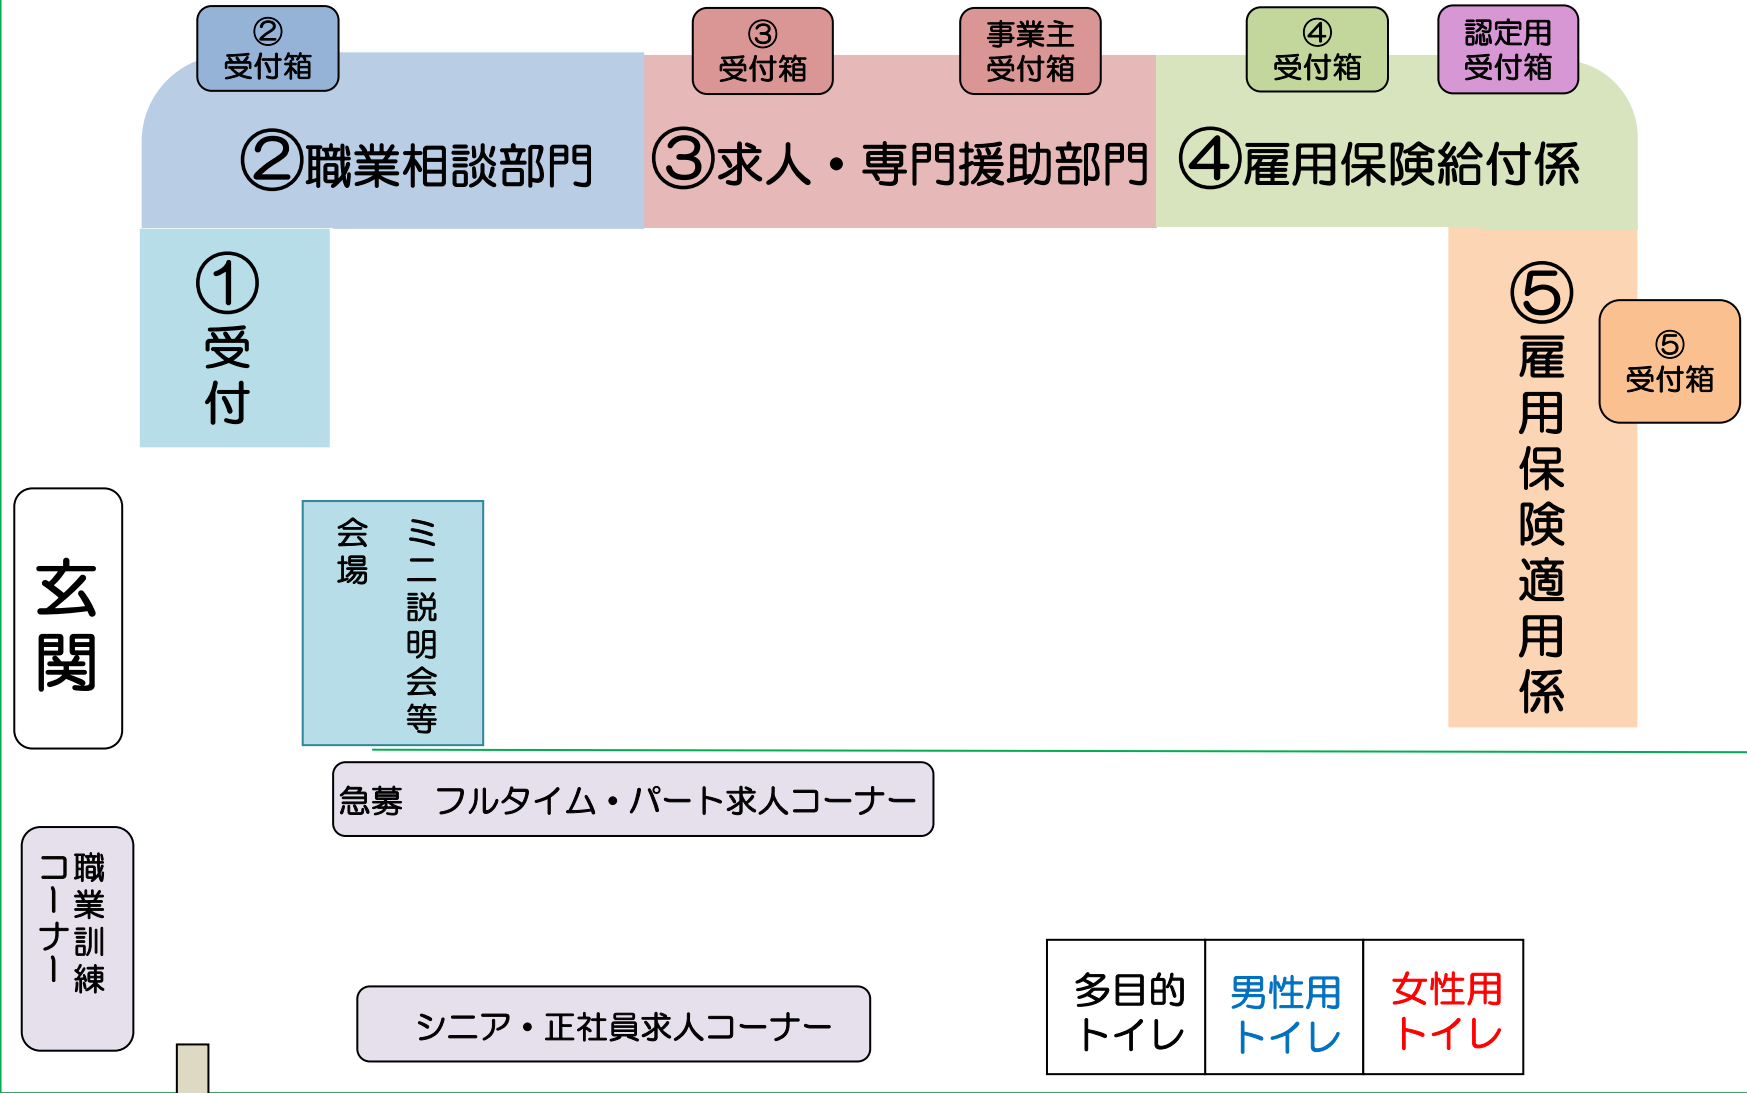 ②
受付箱
③
受付箱
事業主
受付箱
④
受付箱
認定用
受付箱
②職業相談部門
③求人・専門援助部門
④雇用保険給付係
①受付
⑤雇用保険適用係
⑤
受付箱
玄関
ミニ説明会等
会場
急募　フルタイム・パート求人コーナー
職業訓練
コーナー
シニア・正社員求人コーナー
多目的
トイレ
男性用
トイレ
女性用
トイレ